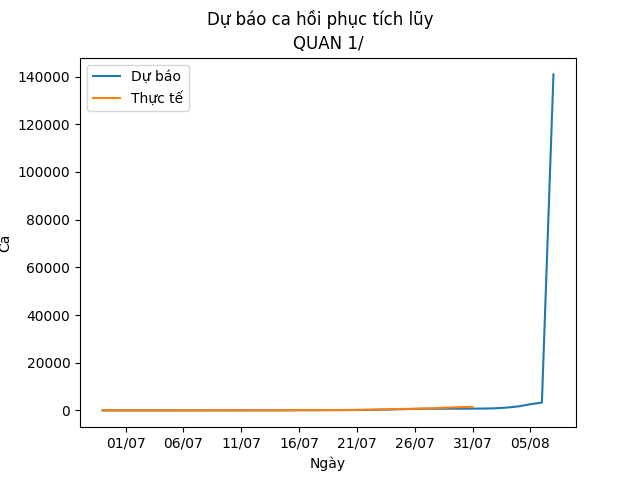 Dự báo ca hồi phục tích lũy
QUAN 1/
Dự báo
Thực tế
140000
120000
100000
80000
60000
40000
20000
0
Ca
01/07 06/07 11/07 16/07 21/07 26/07 31/07 05/08
Ngày